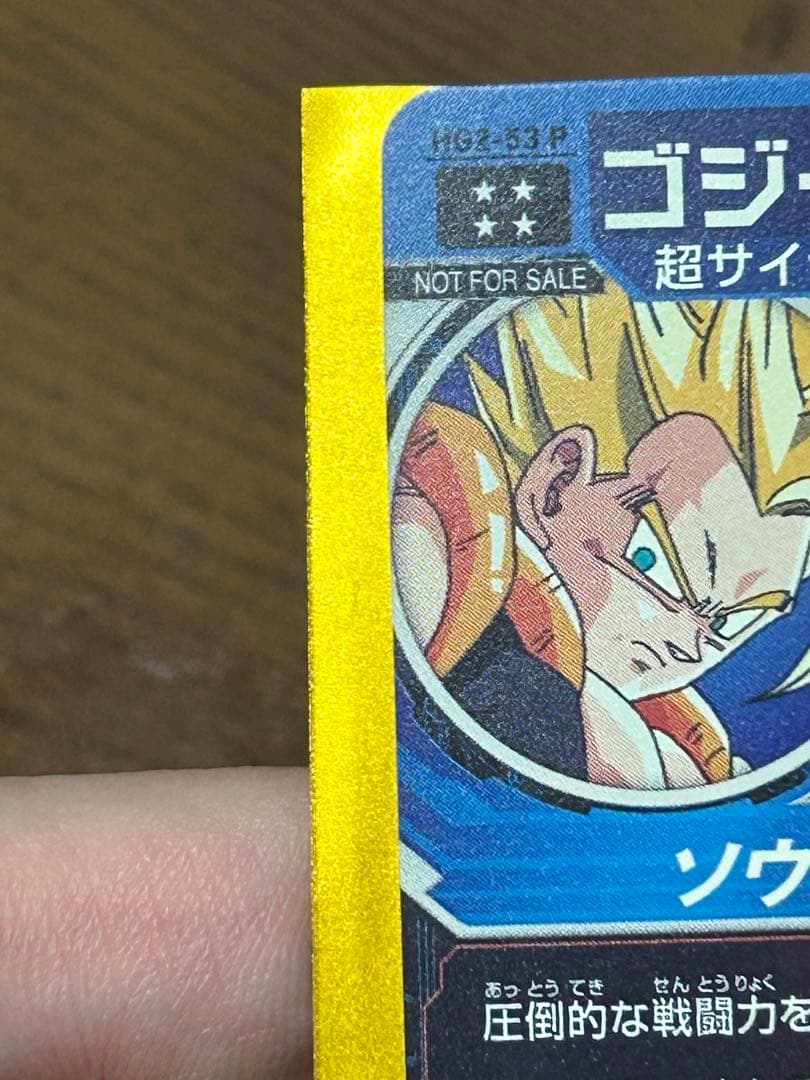 HG2-53 P
ゴジ
NOT FOR SALE
超サイ
ソウ
あっとうてき せんとうりょく
圧倒的な戦闘力を